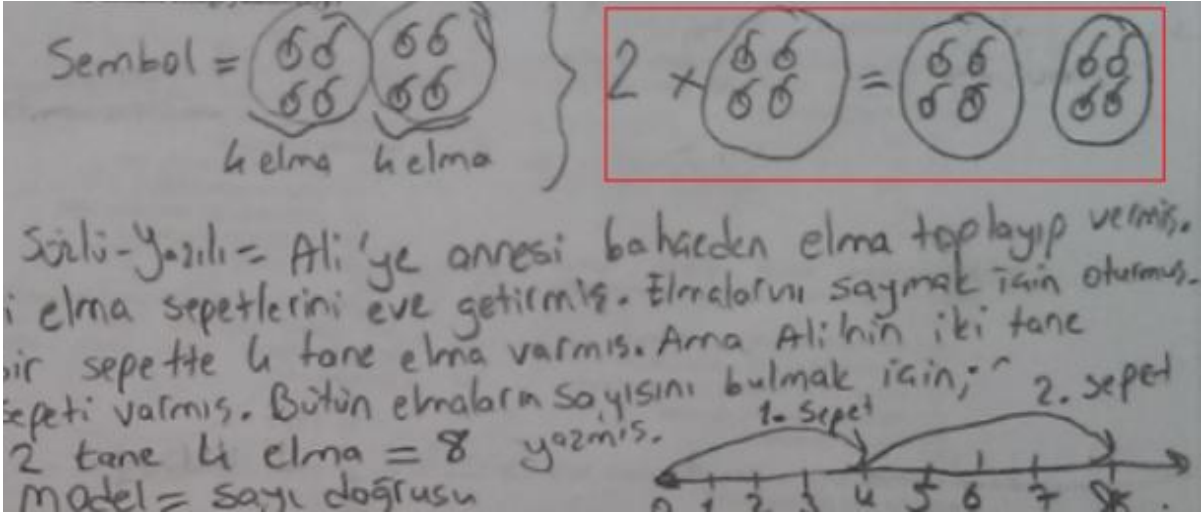 Sembol =
4 elma 4 elma
2 × =
Sözlü-Yazılı = Ali'ye annesi bahçeden elma toplayıp vermiş.
i elma sepetlerini eve getirmiş. Elmalarını saymak için oturmuş.
bir sepette 4 tane elma varmış. Ama Ali'nin iki tane
sepeti varmış. Bütün elmaların sayısını bulmak için;
2 tane 4 elma = 8 yazmış.
1. sepet 2. sepet
model = sayı doğrusu
0 1 2 3 4 5 6 7 8